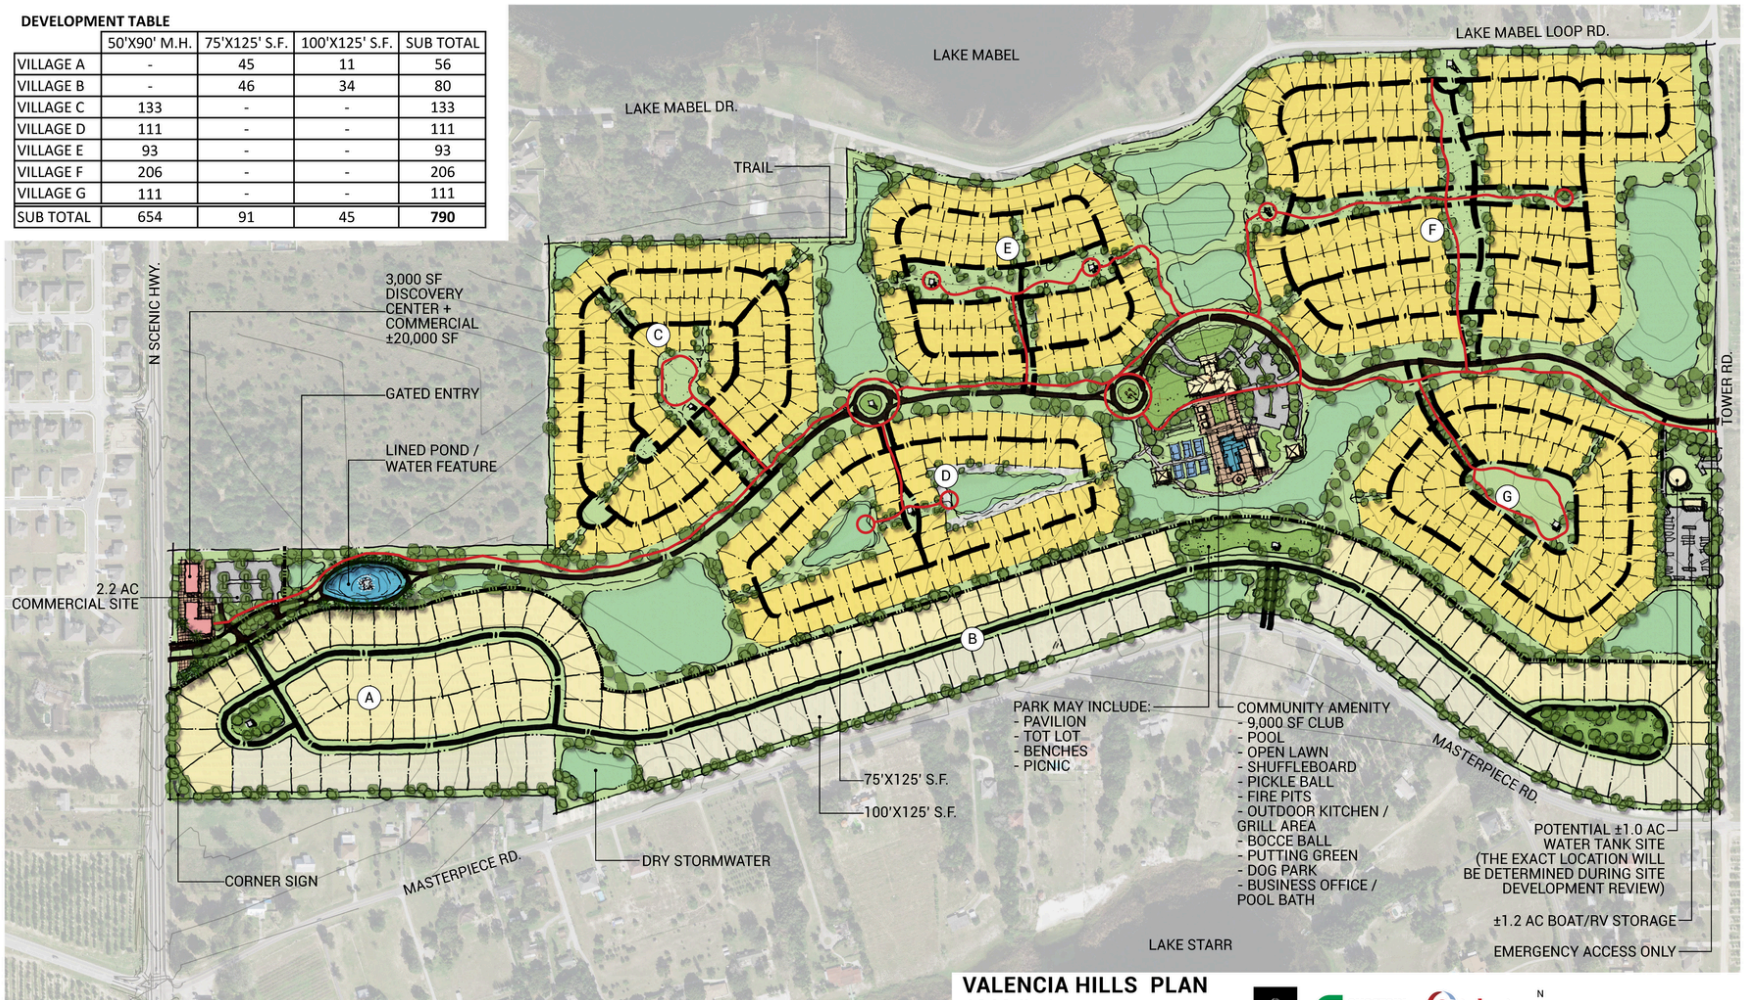 DEVELOPMENT TABLE
50'X90' M.H. 75'X125' S.F. 100'X125' S.F. SUB TOTAL
VILLAGE A - 45 11 56
VILLAGE B - 46 34 80
VILLAGE C 133 - - 133
VILLAGE D 111 - - 111
VILLAGE E 93 - - 93
VILLAGE F 206 - - 206
VILLAGE G 111 - - 111
SUB TOTAL 654 91 45 790
LAKE MABEL
LAKE MABEL LOOP RD.
LAKE MABEL DR.
TRAIL
N SCENIC HWY.
3,000 SF
DISCOVERY
CENTER +
COMMERCIAL
±20,000 SF
GATED ENTRY
LINED POND /
WATER FEATURE
2.2 AC
COMMERCIAL SITE
E
F
C
D
G
B
A
TOWER RD.
PARK MAY INCLUDE:
- PAVILION
- TOT LOT
- BENCHES
- PICNIC
COMMUNITY AMENITY
- 9,000 SF CLUB
- POOL
- OPEN LAWN
- SHUFFLEBOARD
- PICKLE BALL
- FIRE PITS
- OUTDOOR KITCHEN /
GRILL AREA
- BOCCE BALL
- PUTTING GREEN
- DOG PARK
- BUSINESS OFFICE /
POOL BATH
MASTERPIECE RD.
75'X125' S.F.
100'X125' S.F.
DRY STORMWATER
MASTERPIECE RD.
CORNER SIGN
POTENTIAL ±1.0 AC
WATER TANK SITE
(THE EXACT LOCATION WILL
BE DETERMINED DURING SITE
DEVELOPMENT REVIEW)
±1.2 AC BOAT/RV STORAGE
EMERGENCY ACCESS ONLY
LAKE STARR
VALENCIA HILLS PLAN
N